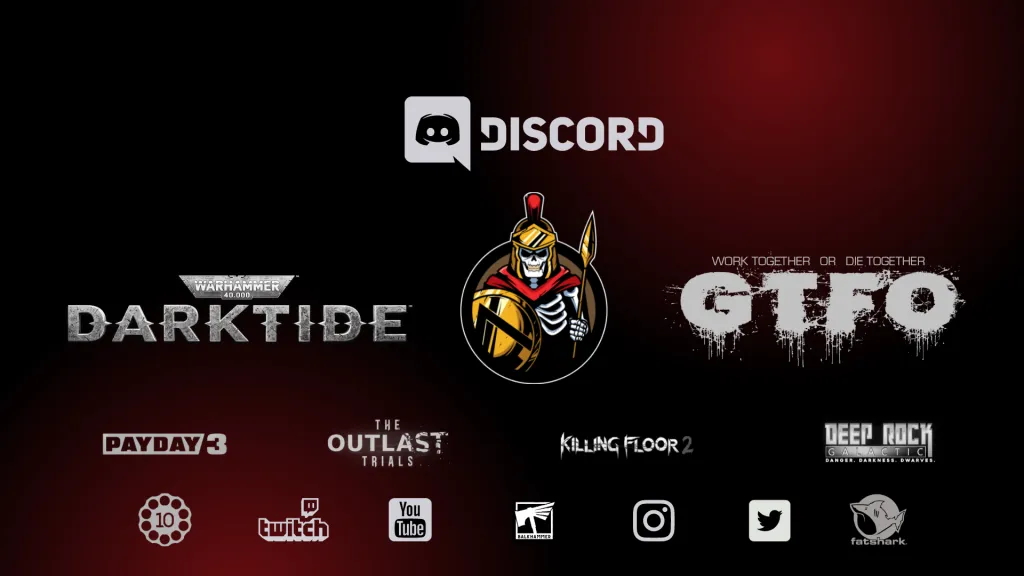 DISCORD
WARHAMMER
40,000
DARKTIDE
WORK TOGETHER OR DIE TOGETHER
GTFO
PAYDAY 3
THE
OUTLAST
TRIALS
KILLING FLOOR 2
DEEP ROCK
GALACTIC
DANGER. DARKNESS. DWARVES.
10
twitch
You
Tube
BALKHAMMER
fatshark